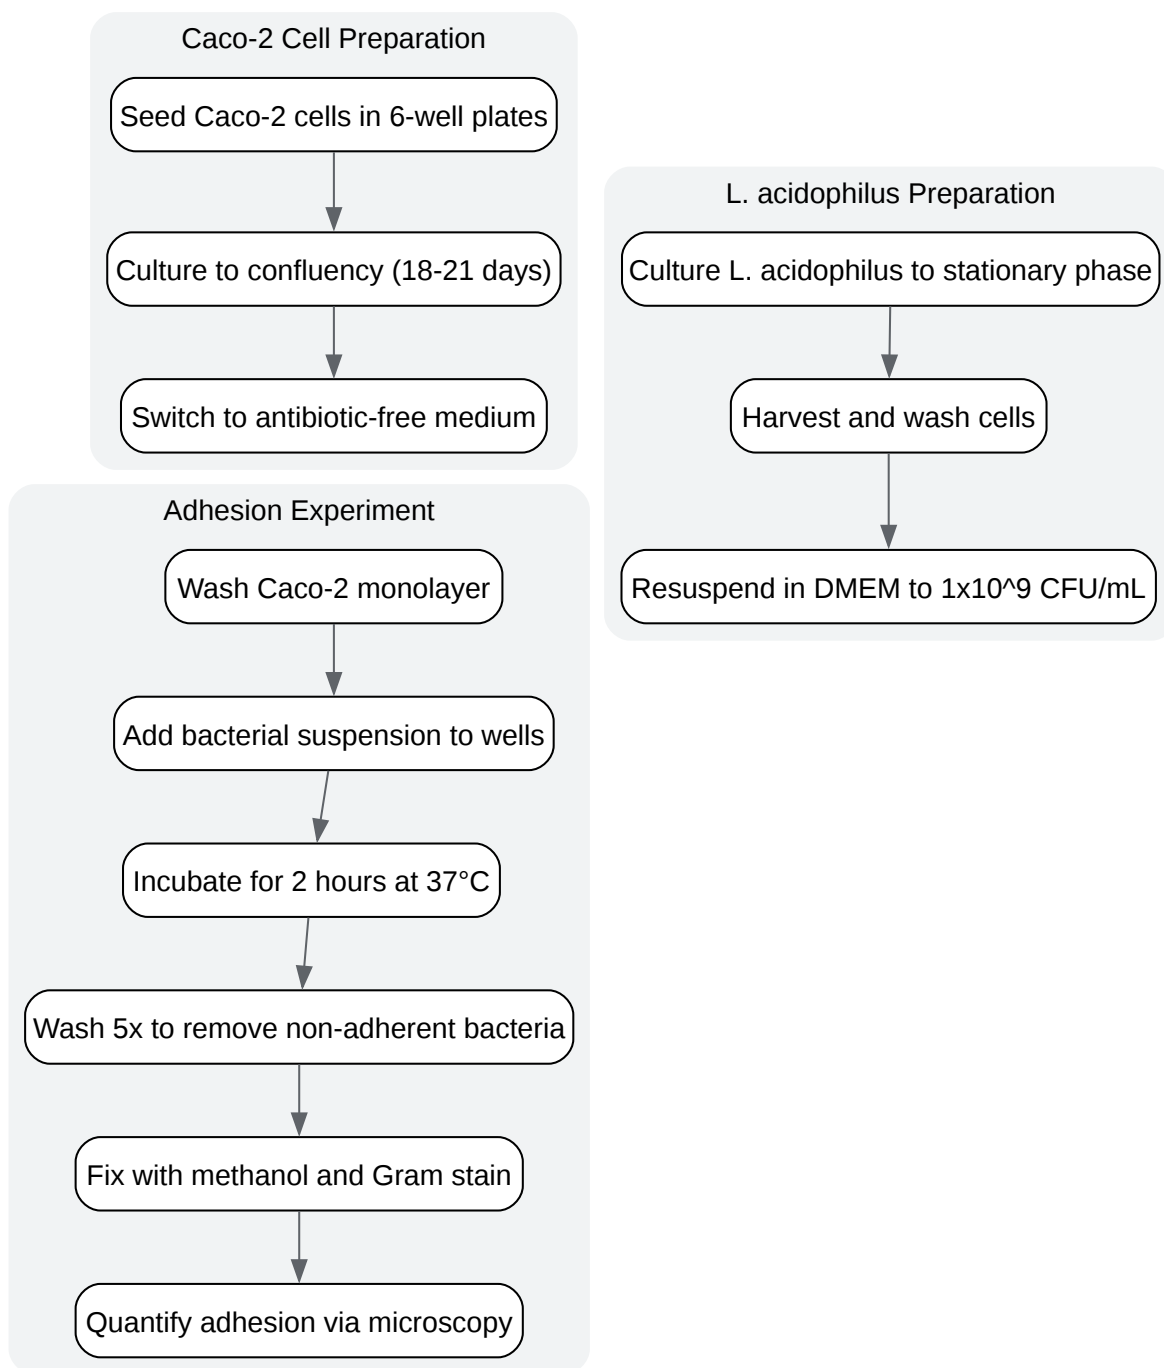 Caco-2 Cell Preparation
Seed Caco-2 cells in 6-well plates
Culture to confluency (18-21 days)
Switch to antibiotic-free medium
L. acidophilus Preparation
Culture L. acidophilus to stationary phase
Harvest and wash cells
Resuspend in DMEM to 1x10^9 CFU/mL
Adhesion Experiment
Wash Caco-2 monolayer
Add bacterial suspension to wells
Incubate for 2 hours at 37°C
Wash 5x to remove non-adherent bacteria
Fix with methanol and Gram stain
Quantify adhesion via microscopy